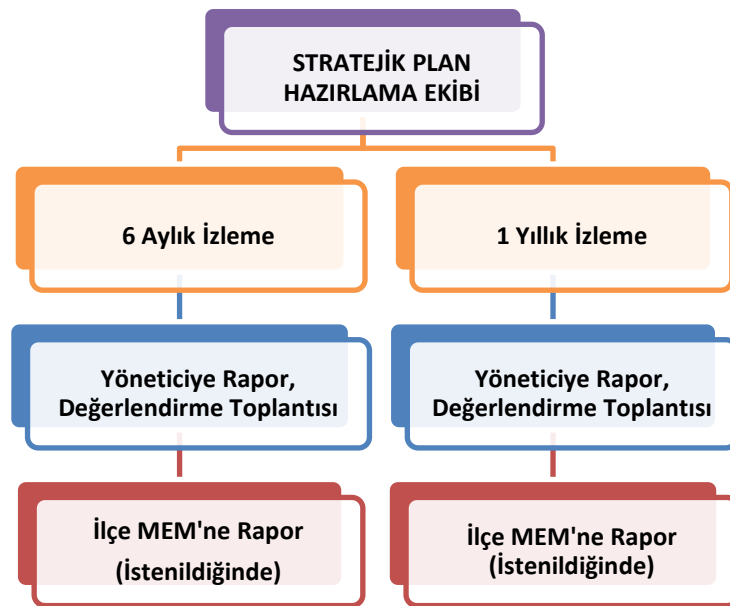 STRATEJİK PLAN
HAZIRLAMA EKİBİ
6 Aylık İzleme
1 Yıllık İzleme
Yöneticiye Rapor,
Değerlendirme Toplantısı
Yöneticiye Rapor,
Değerlendirme Toplantısı
İlçe MEM'ne Rapor
(İstenildiğinde)
İlçe MEM'ne Rapor
(İstenildiğinde)